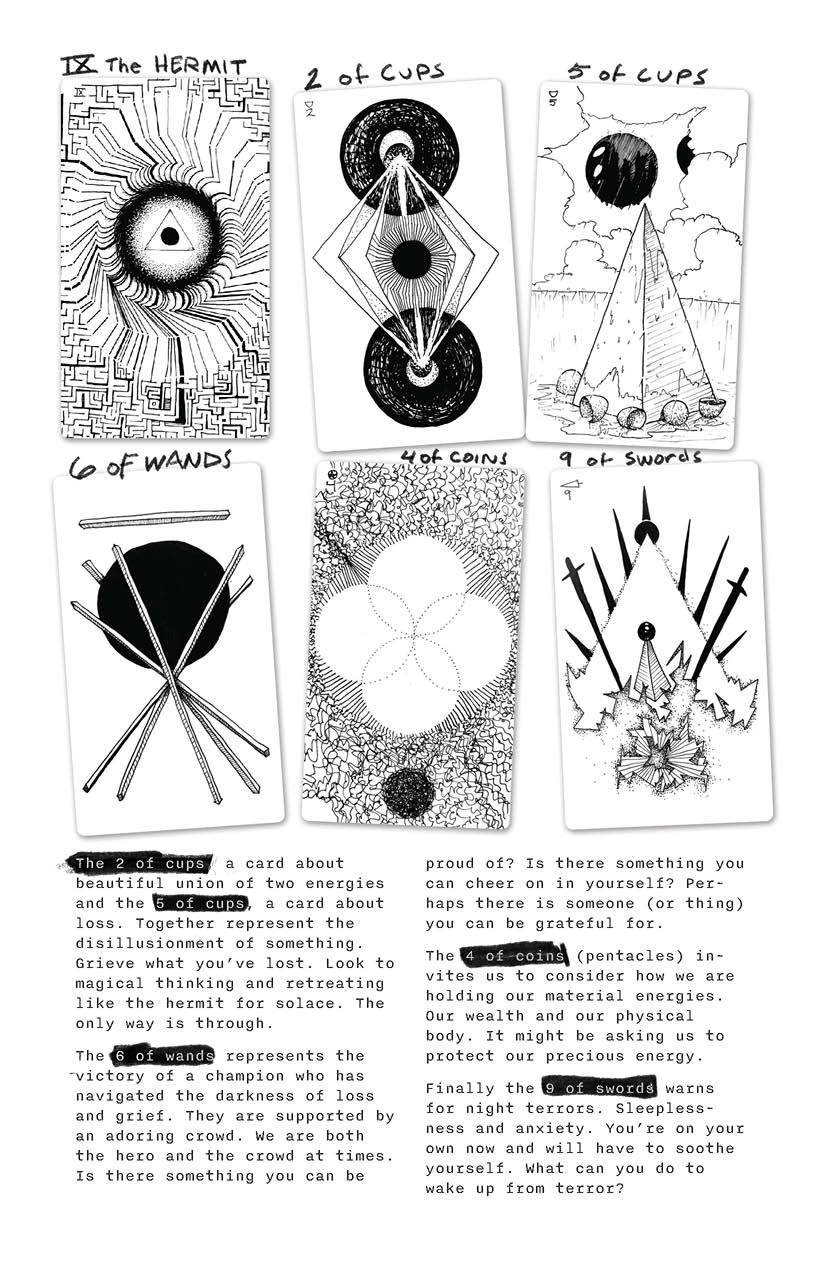 IX The HERMIT
2 of CUPS
5 of CUPS
IX
2
5
6 of WANDS
4 of COINS
9 of Swords
9
The 2 of cups, a card about
beautiful union of two energies
and the 5 of cups, a card about
loss. Together represent the
disillusionment of something.
Grieve what you've lost. Look to
magical thinking and retreating
like the hermit for solace. The
only way is through.
The 6 of wands represents the
victory of a champion who has
navigated the darkness of loss
and grief. They are supported by
an adoring crowd. We are both
the hero and the crowd at times.
Is there something you can be
proud of? Is there something you
can cheer on in yourself? Per-
haps there is someone (or thing)
you can be grateful for.
The 4 of coins (pentacles) in-
vites us to consider how we are
holding our material energies.
Our wealth and our physical
body. It might be asking us to
protect our precious energy.
Finally the 9 of swords warns
for night terrors. Sleepless-
ness and anxiety. You're on your
own now and will have to soothe
yourself. What can you do to
wake up from terror?